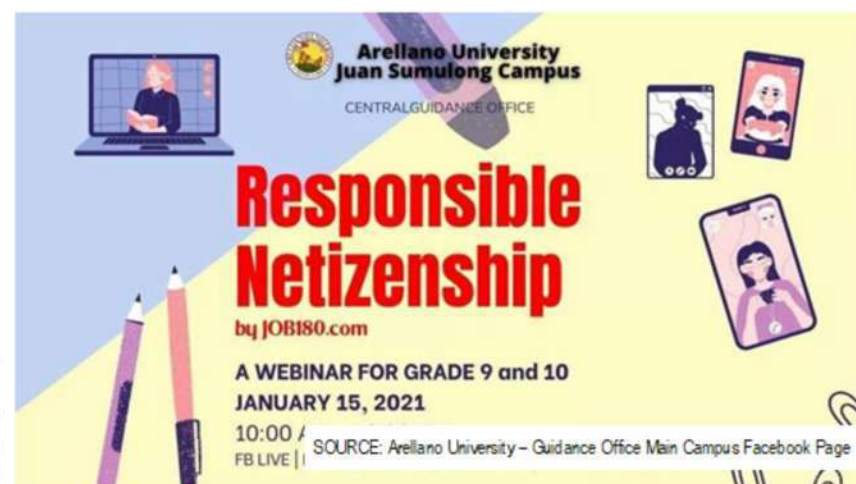 Arellano University
Juan Sumulong Campus
CENTRALGUIDANCE OFFICE
Responsible
Netizenship
by JOB180.com
A WEBINAR FOR GRADE 9 and 10
JANUARY 15, 2021
10:00
SOURCE: Arellano University – Guidance Office Main Campus Facebook Page
FB LIVE |